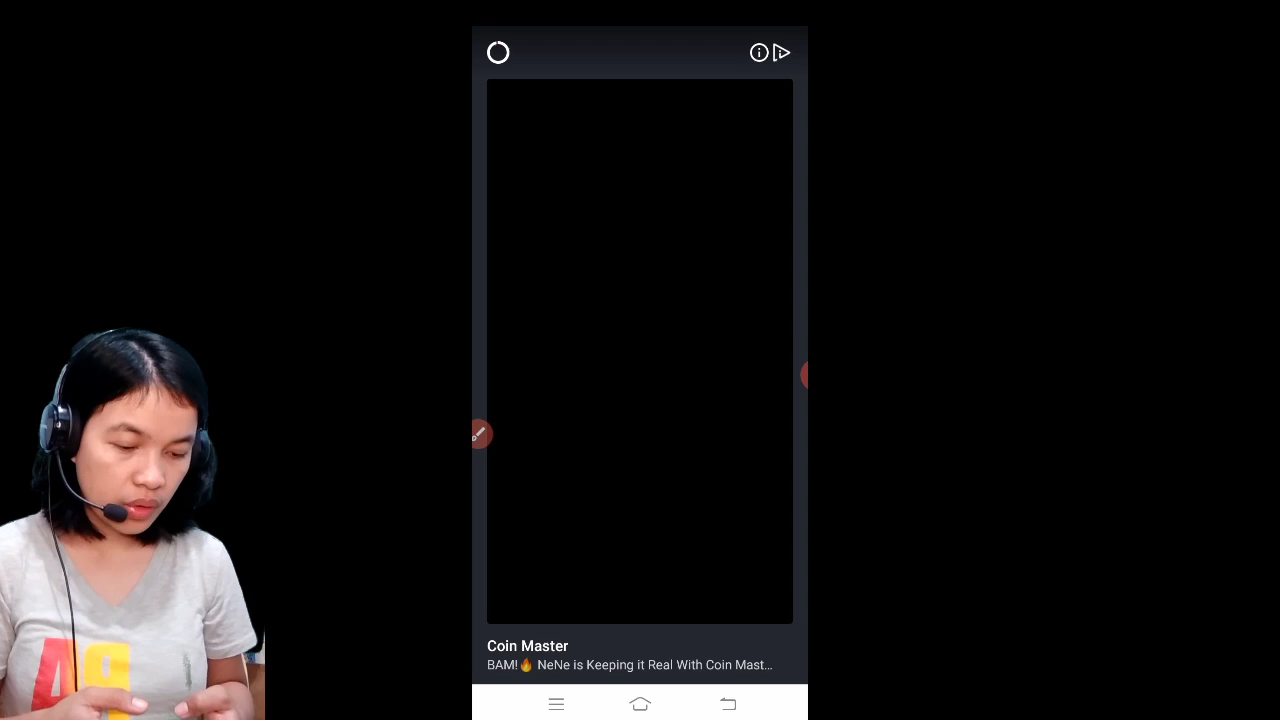 Coin Master
BAM!🔥 NeNe is Keeping it Real With Coin Mast...